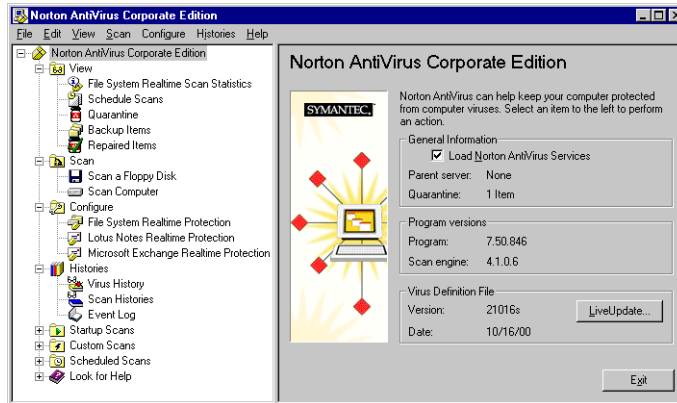 Norton AntiVirus Corporate Edition
File Edit View Scan Configure Histories Help
Norton AntiVirus Corporate Edition
View
File System Realtime Scan Statistics
Schedule Scans
Quarantine
Backup Items
Repaired Items
Scan
Scan a Floppy Disk
Scan Computer
Configure
File System Realtime Protection
Lotus Notes Realtime Protection
Microsoft Exchange Realtime Protection
Histories
Virus History
Scan Histories
Event Log
Startup Scans
Custom Scans
Scheduled Scans
Look for Help
Norton AntiVirus Corporate Edition
SYMANTEC.
Norton AntiVirus can help keep your computer protected
from computer viruses. Select an item to the left to perform
an action.
General Information
Load Norton AntiVirus Services
Parent server: None
Quarantine: 1 Item
Program versions
Program: 7.50.846
Scan engine: 4.1.0.6
Virus Definition File
Version: 21016s
LiveUpdate...
Date: 10/16/00
Exit